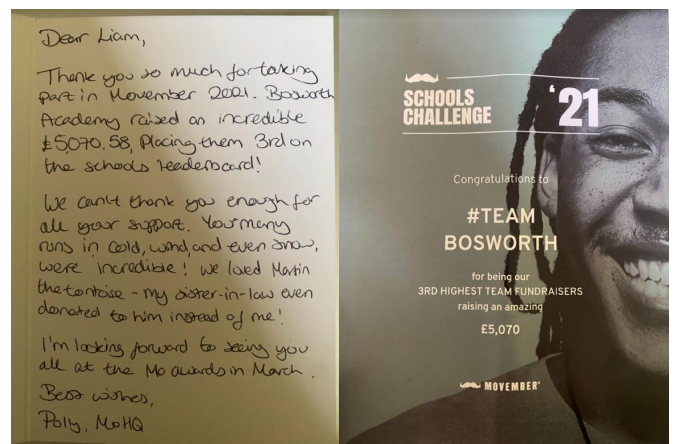 Dear Liam,
Thank you so much for taking
part in Movember 2021. Bosworth
Academy raised an incredible
£5070.58, Placing them 3rd on
the schools leaderboard!
We can't thank you enough for
all your support. Your many
runs in cold, wind, and even snow,
were incredible! We loved Martin
the tortoise - my sister-in-law even
donated to him instead of me!
I'm looking forward to seeing you
all at the Mo awards in March.
Best wishes,
Polly, MoHQ
SCHOOLS
CHALLENGE
'21
Congratulations to
#TEAM
BOSWORTH
for being our
3RD HIGHEST TEAM FUNDRAISERS
raising an amazing
£5,070
MOVEMBER®